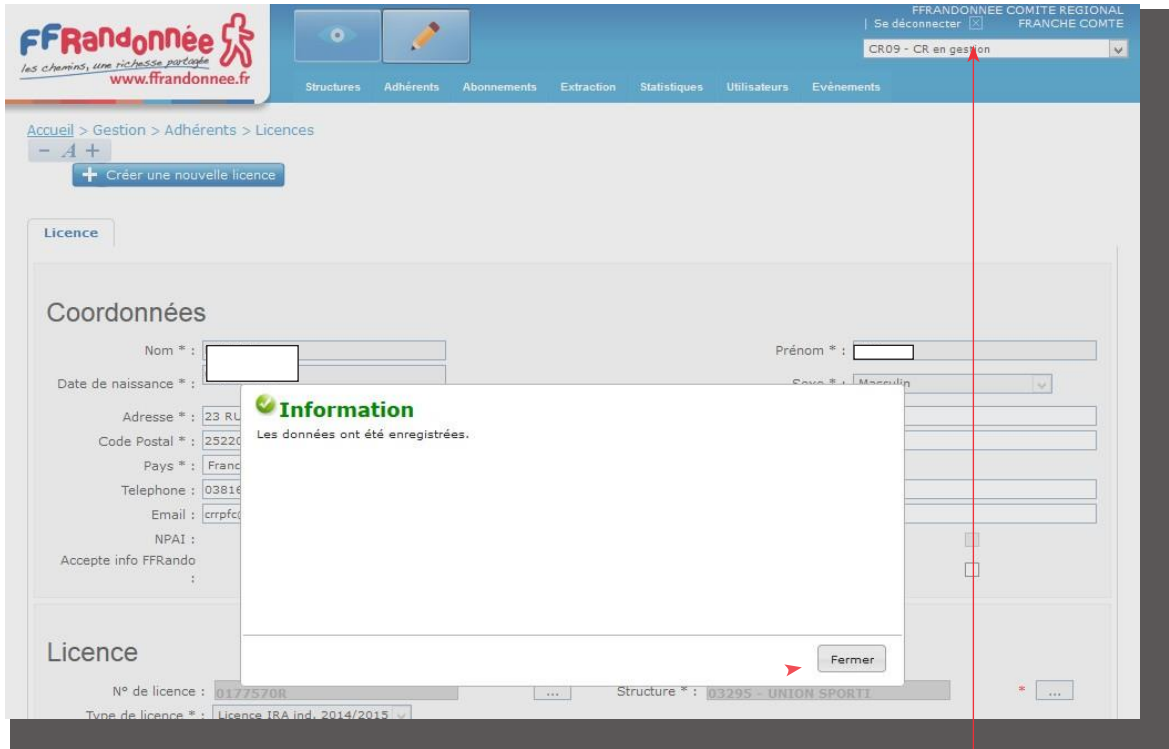 FFRandonnée
les chemins, une richesse partagée
www.ffrandonnee.fr
FFRANDONNEE COMITE REGIONAL
| Se déconnecter FRANCHE COMTE
CR09 - CR en gestion
Structures Adhérents Abonnements Extraction Statistiques Utilisateurs Evénements
Accueil > Gestion > Adhérents > Licences
- A +
+ Créer une nouvelle licence
Licence
Coordonnées
Nom * : Prénom * :
Date de naissance * : Sexe * : Masculin
Adresse * : 23 RU
Code Postal * : 25220
Pays * : Franc
Telephone : 03816
Email : crrpfc@
NPAI :
Accepte info FFRando
:
Information
Les données ont été enregistrées.
Fermer
Licence
N° de licence : 0177570R ... Structure * : 03295 - UNION SPORTI * ...
Type de licence * : Licence IRA ind. 2014/2015